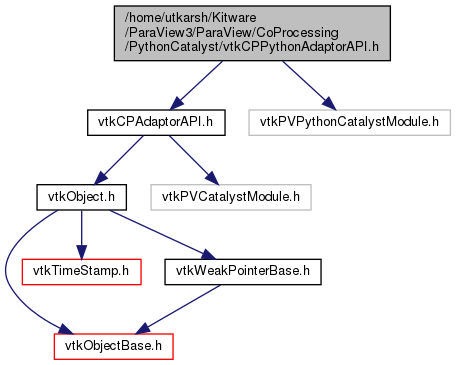 /home/utkarsh/Kitware
/ParaView3/ParaView/CoProcessing
/PythonCatalyst/vtkCPPythonAdaptorAPI.h
vtkCPAdaptorAPI.h
vtkPVPythonCatalystModule.h
vtkObject.h
vtkPVCatalystModule.h
vtkTimeStamp.h
vtkWeakPointerBase.h
vtkObjectBase.h